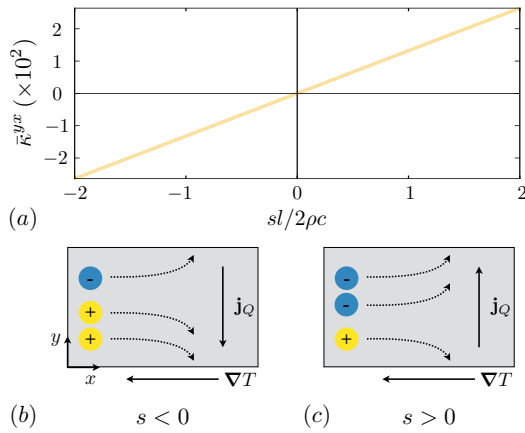 κ̄^{yx} (×10²)
2
1
0
−1
−2
−2 −1 0 1 2
(a) sl/2ρc
- + +
j_Q
y
x
∇T
(b) s < 0
- - +
j_Q
∇T
(c) s > 0